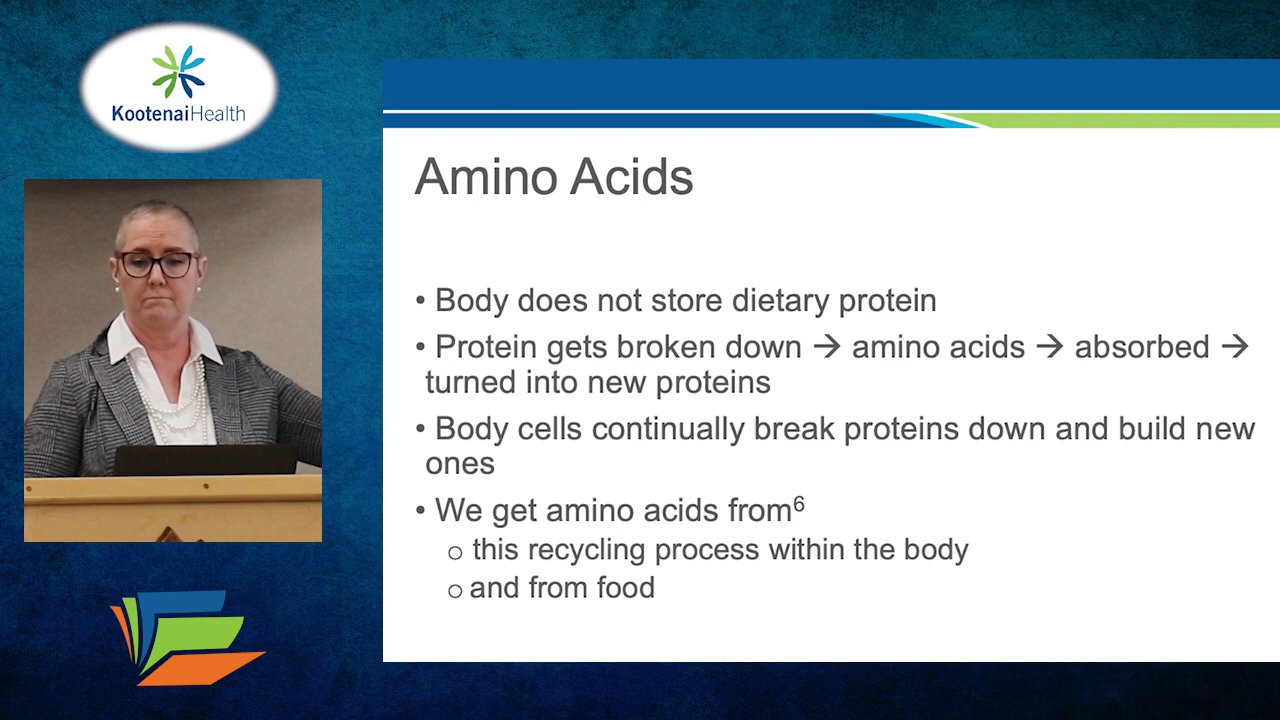 KootenaiHealth
Amino Acids
• Body does not store dietary protein
• Protein gets broken down → amino acids → absorbed →
turned into new proteins
• Body cells continually break proteins down and build new
ones
• We get amino acids from⁶
o this recycling process within the body
o and from food